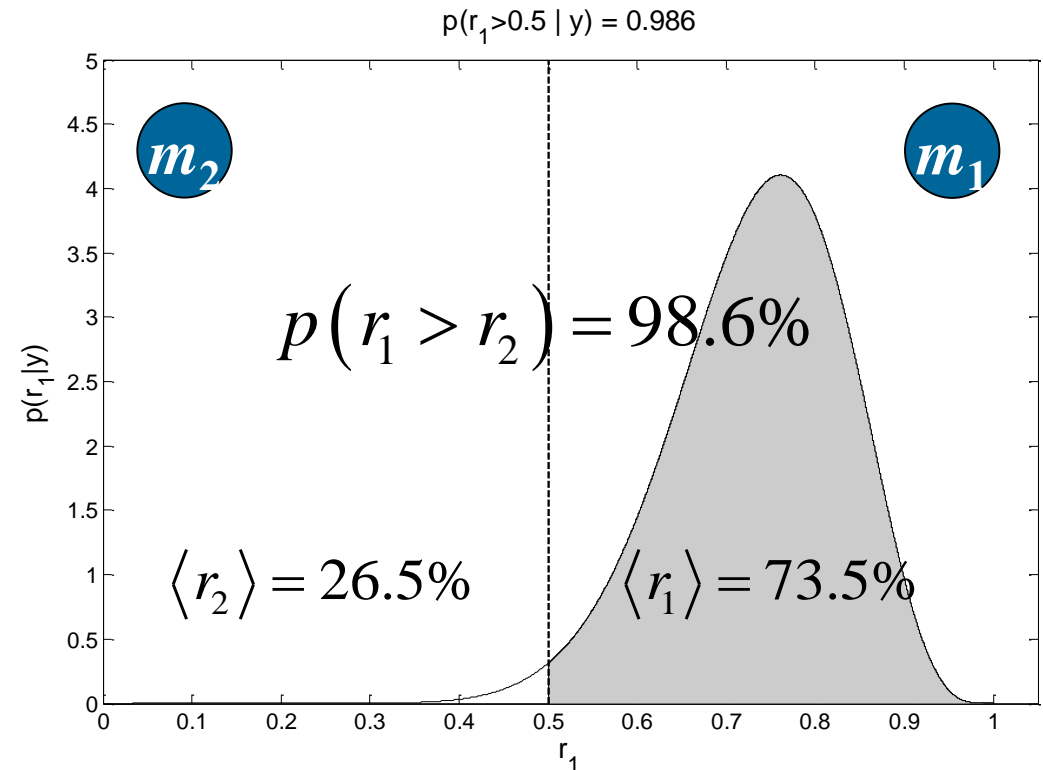 p(r₁>0.5 | y) = 0.986
5
4.5
4
3.5
3
2.5
2
1.5
1
0.5
0
p(r₁|y)
m₂
m₁
p(r₁ > r₂) = 98.6%
⟨r₂⟩ = 26.5%
⟨r₁⟩ = 73.5%
0 0.1 0.2 0.3 0.4 0.5 0.6 0.7 0.8 0.9 1
r₁